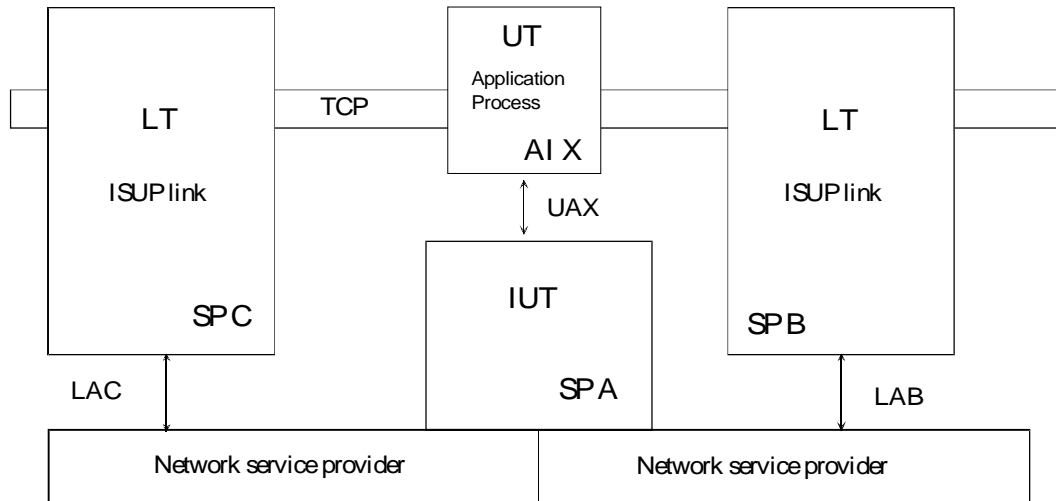 UT
Application
Process
TCP
LT
LT
AIX
ISUP link
ISUP link
UAX
IUT
SPC
SPB
SPA
LAC
LAB
Network service provider
Network service provider